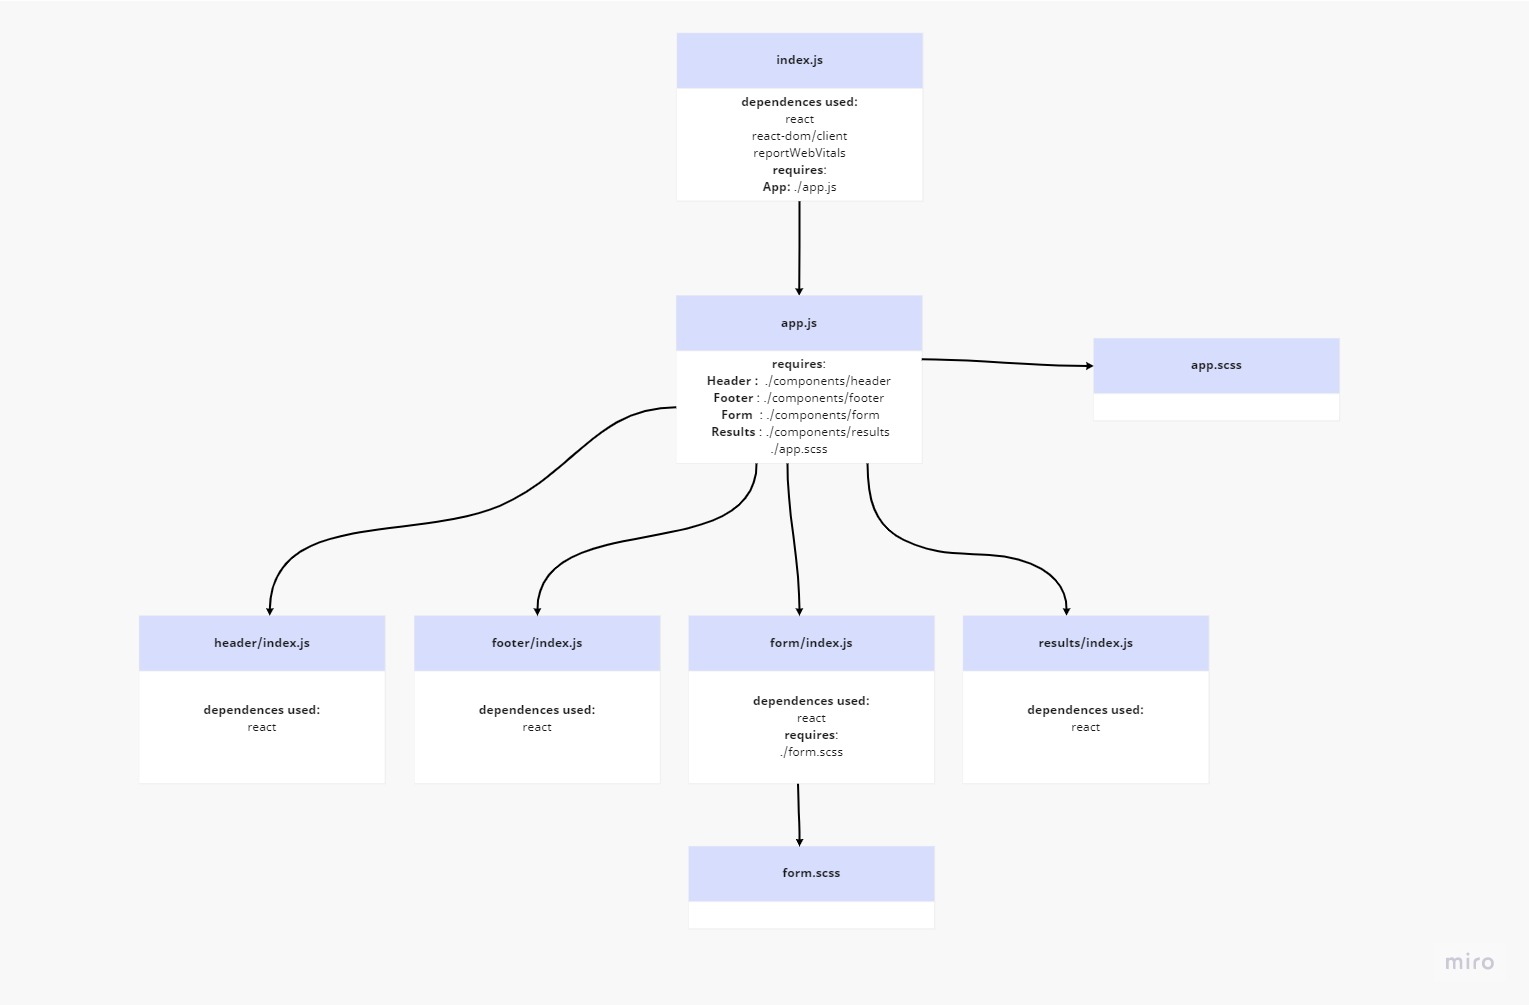 index.js
dependences used:
react
react-dom/client
reportWebVitals
requires:
App: ./app.js
app.js
requires:
Header : ./components/header
Footer : ./components/footer
Form : ./components/form
Results : ./components/results
./app.scss
app.scss
header/index.js
dependences used:
react
footer/index.js
dependences used:
react
form/index.js
dependences used:
react
requires:
./form.scss
results/index.js
dependences used:
react
form.scss
miro